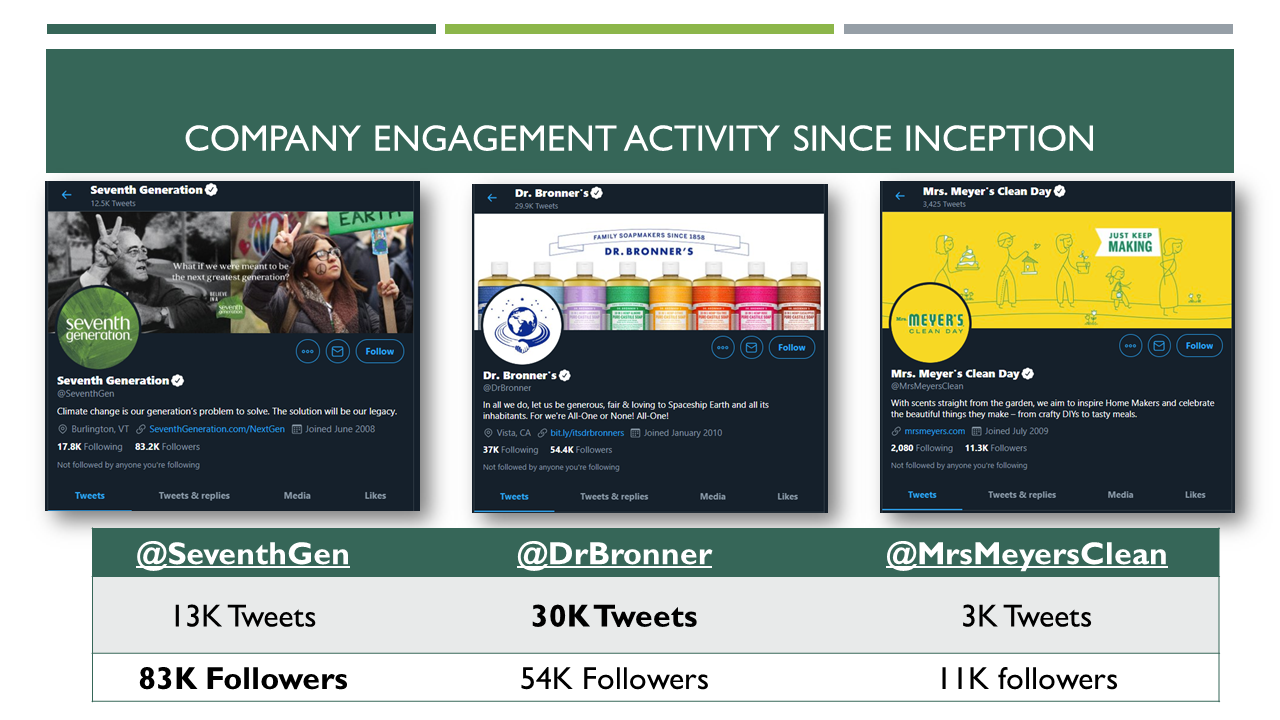 COMPANY ENGAGEMENT ACTIVITY SINCE INCEPTION
Seventh Generation
12.5K Tweets
EARTH
What if we were meant to be
the next greatest generation?
BELIEVE
IN A
seventh
generation
seventh
generation.
Follow
Seventh Generation
@SeventhGen
Climate change is our generation's problem to solve. The solution will be our legacy.
Burlington, VT SeventhGeneration.com/NextGen Joined June 2008
17.8K Following 83.2K Followers
Not followed by anyone you're following
Tweets Tweets & replies Media Likes
Dr. Bronner's
29.9K Tweets
FAMILY SOAPMAKERS SINCE 1858
DR. BRONNER'S
Follow
Dr. Bronner's
@DrBronner
In all we do, let us be generous, fair & loving to Spaceship Earth and all its
inhabitants. For we're All-One or None! All-One!
Vista, CA bit.ly/itsdrbronners Joined January 2010
37K Following 54.4K Followers
Not followed by anyone you're following
Tweets Tweets & replies Media Likes
Mrs. Meyer's Clean Day
3,425 Tweets
JUST KEEP
MAKING
Mrs. MEYER'S
CLEAN DAY
Follow
Mrs. Meyer's Clean Day
@MrsMeyersClean
With scents straight from the garden, we aim to inspire Home Makers and celebrate
the beautiful things they make – from crafty DIYs to tasty meals.
mrsmeyers.com Joined July 2009
2,080 Following 11.3K Followers
Not followed by anyone you're following
Tweets Tweets & replies Media Likes
@SeventhGen @DrBronner @MrsMeyersClean
13K Tweets 30K Tweets 3K Tweets
83K Followers 54K Followers 11K followers